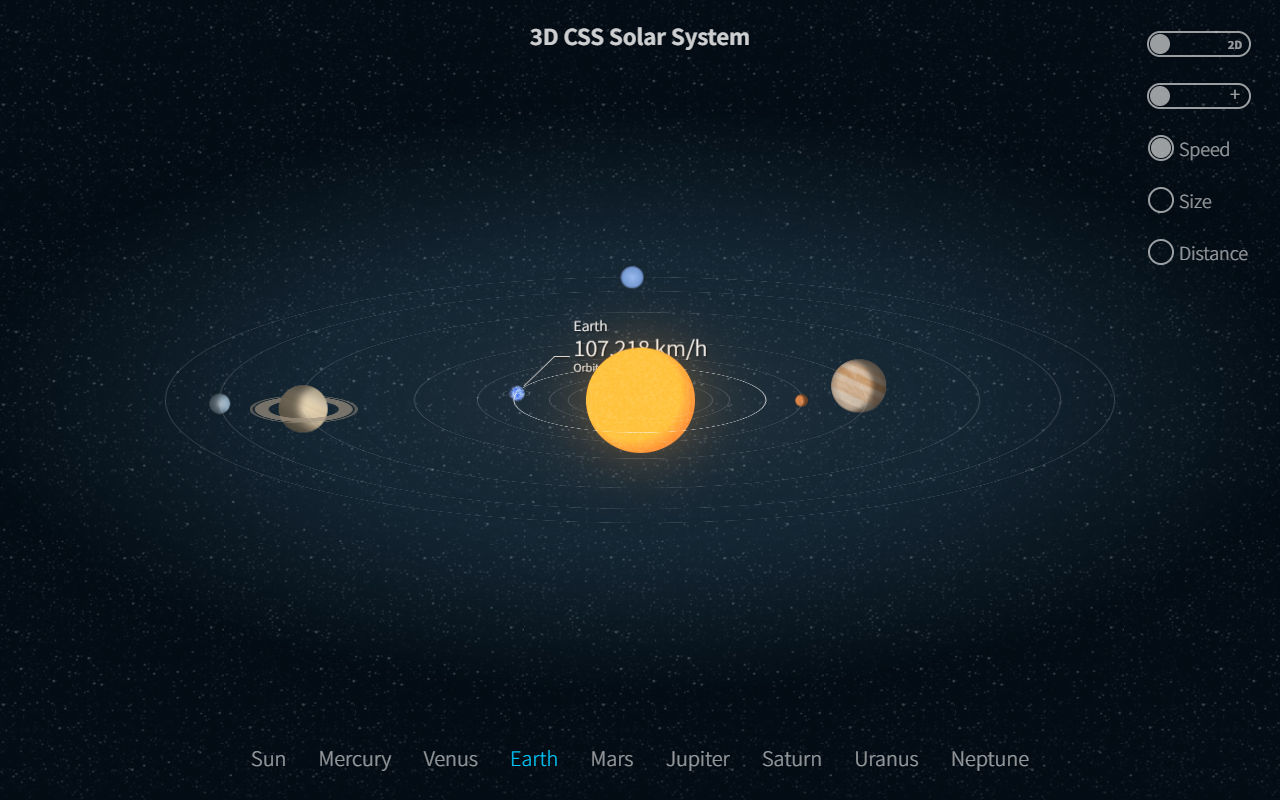 3D CSS Solar System
2D
+
Speed
Size
Distance
Earth
107,218 km/h
Sun Mercury Venus Earth Mars Jupiter Saturn Uranus Neptune